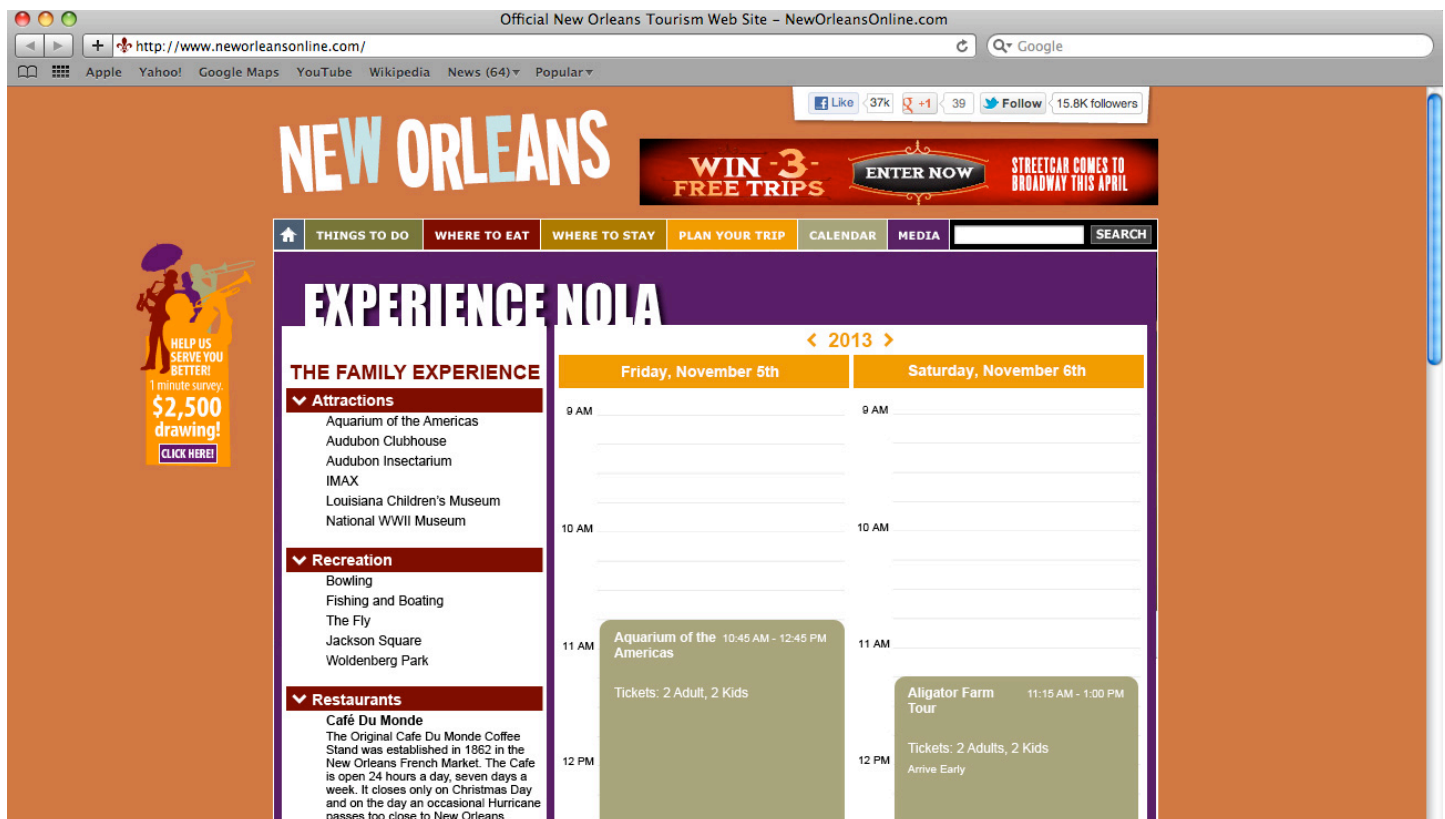 Official New Orleans Tourism Web Site – NewOrleansOnline.com
http://www.neworleansonline.com/
Google
Apple Yahoo! Google Maps YouTube Wikipedia News (64) Popular
Like 37k +1 39 Follow 15.8K followers
NEW ORLEANS
WIN -3-
FREE TRIPS
ENTER NOW
STREETCAR COMES TO
BROADWAY THIS APRIL
THINGS TO DO WHERE TO EAT WHERE TO STAY PLAN YOUR TRIP CALENDAR MEDIA SEARCH
HELP US
SERVE YOU
BETTER!
1 minute survey.
$2,500
drawing!
CLICK HERE!
EXPERIENCE NOLA
THE FAMILY EXPERIENCE
Attractions
Aquarium of the Americas
Audubon Clubhouse
Audubon Insectarium
IMAX
Louisiana Children's Museum
National WWII Museum
Recreation
Bowling
Fishing and Boating
The Fly
Jackson Square
Woldenberg Park
Restaurants
Café Du Monde
The Original Cafe Du Monde Coffee
Stand was established in 1862 in the
New Orleans French Market. The Cafe
is open 24 hours a day, seven days a
week. It closes only on Christmas Day
and on the day an occasional Hurricane
passes too close to New Orleans.
< 2013 >
Friday, November 5th
9 AM
10 AM
11 AM
Aquarium of the 10:45 AM - 12:45 PM
Americas
Tickets: 2 Adult, 2 Kids
12 PM
Saturday, November 6th
9 AM
10 AM
11 AM
Aligator Farm 11:15 AM - 1:00 PM
Tour
Tickets: 2 Adults, 2 Kids
12 PM
Arrive Early